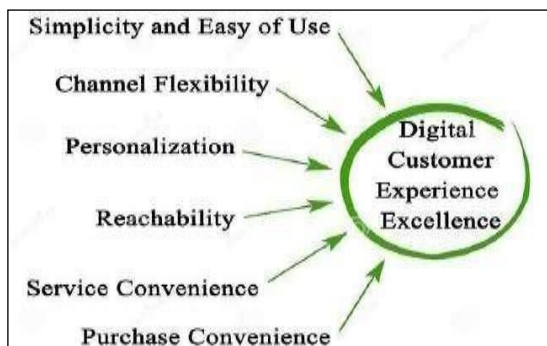 Simplicity and Easy of Use
Channel Flexibility
Personalization
Reachability
Service Convenience
Purchase Convenience
Digital
Customer
Experience
Excellence